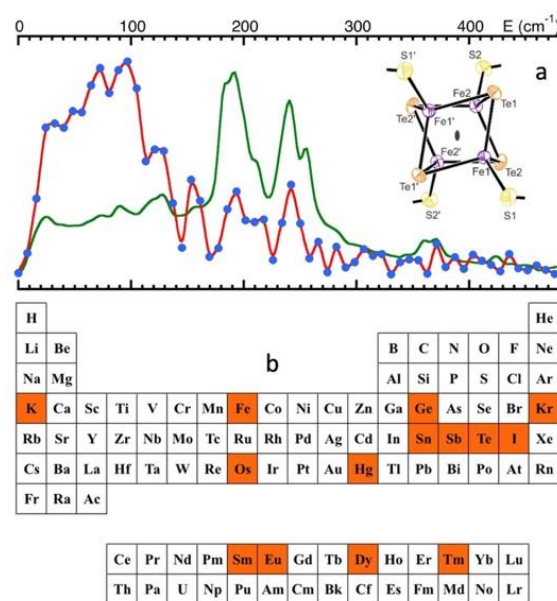 0 100 200 300 400 E (cm⁻¹)
a
S1' S2
Fe2 Te1
Te2' Fe1'
Fe2' Fe1 Te2
Te1'
S2' S1
b
H He
Li Be B C N O F Ne
Na Mg Al Si P S Cl Ar
K Ca Sc Ti V Cr Mn Fe Co Ni Cu Zn Ga Ge As Se Br Kr
Rb Sr Y Zr Nb Mo Tc Ru Rh Pd Ag Cd In Sn Sb Te I Xe
Cs Ba La Hf Ta W Re Os Ir Pt Au Hg Tl Pb Bi Po At Rn
Fr Ra Ac
Ce Pr Nd Pm Sm Eu Gd Tb Dy Ho Er Tm Yb Lu
Th Pa U Np Pu Am Cm Bk Cf Es Fm Md No Lr